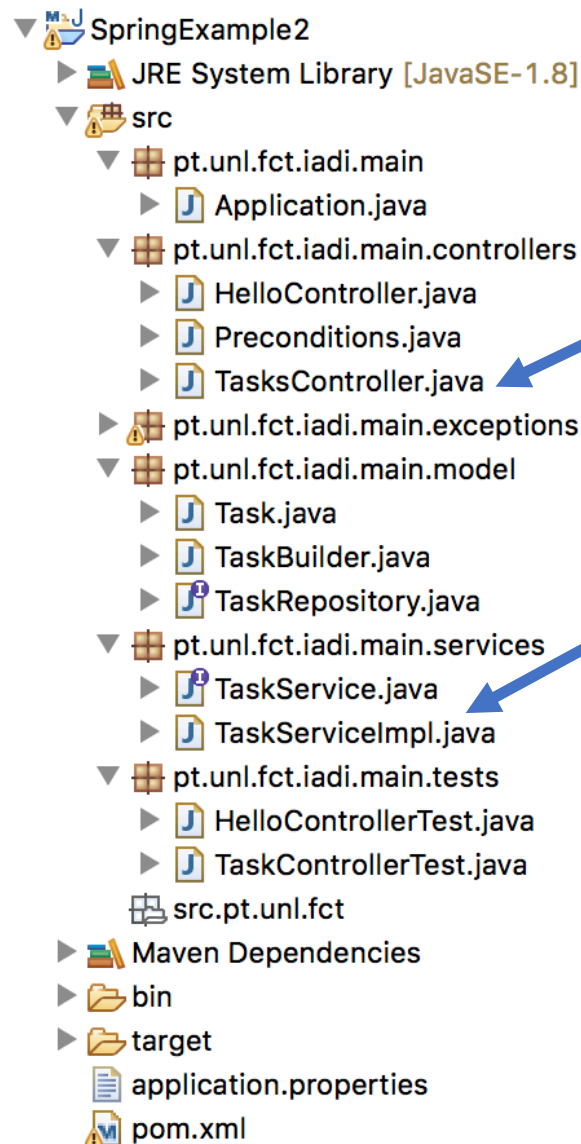 SpringExample2
JRE System Library [JavaSE-1.8]
src
pt.unl.fct.iadi.main
Application.java
pt.unl.fct.iadi.main.controllers
HelloController.java
Preconditions.java
TasksController.java
pt.unl.fct.iadi.main.exceptions
pt.unl.fct.iadi.main.model
Task.java
TaskBuilder.java
TaskRepository.java
pt.unl.fct.iadi.main.services
TaskService.java
TaskServiceImpl.java
pt.unl.fct.iadi.main.tests
HelloControllerTest.java
TaskControllerTest.java
src.pt.unl.fct
Maven Dependencies
bin
target
application.properties
pom.xml